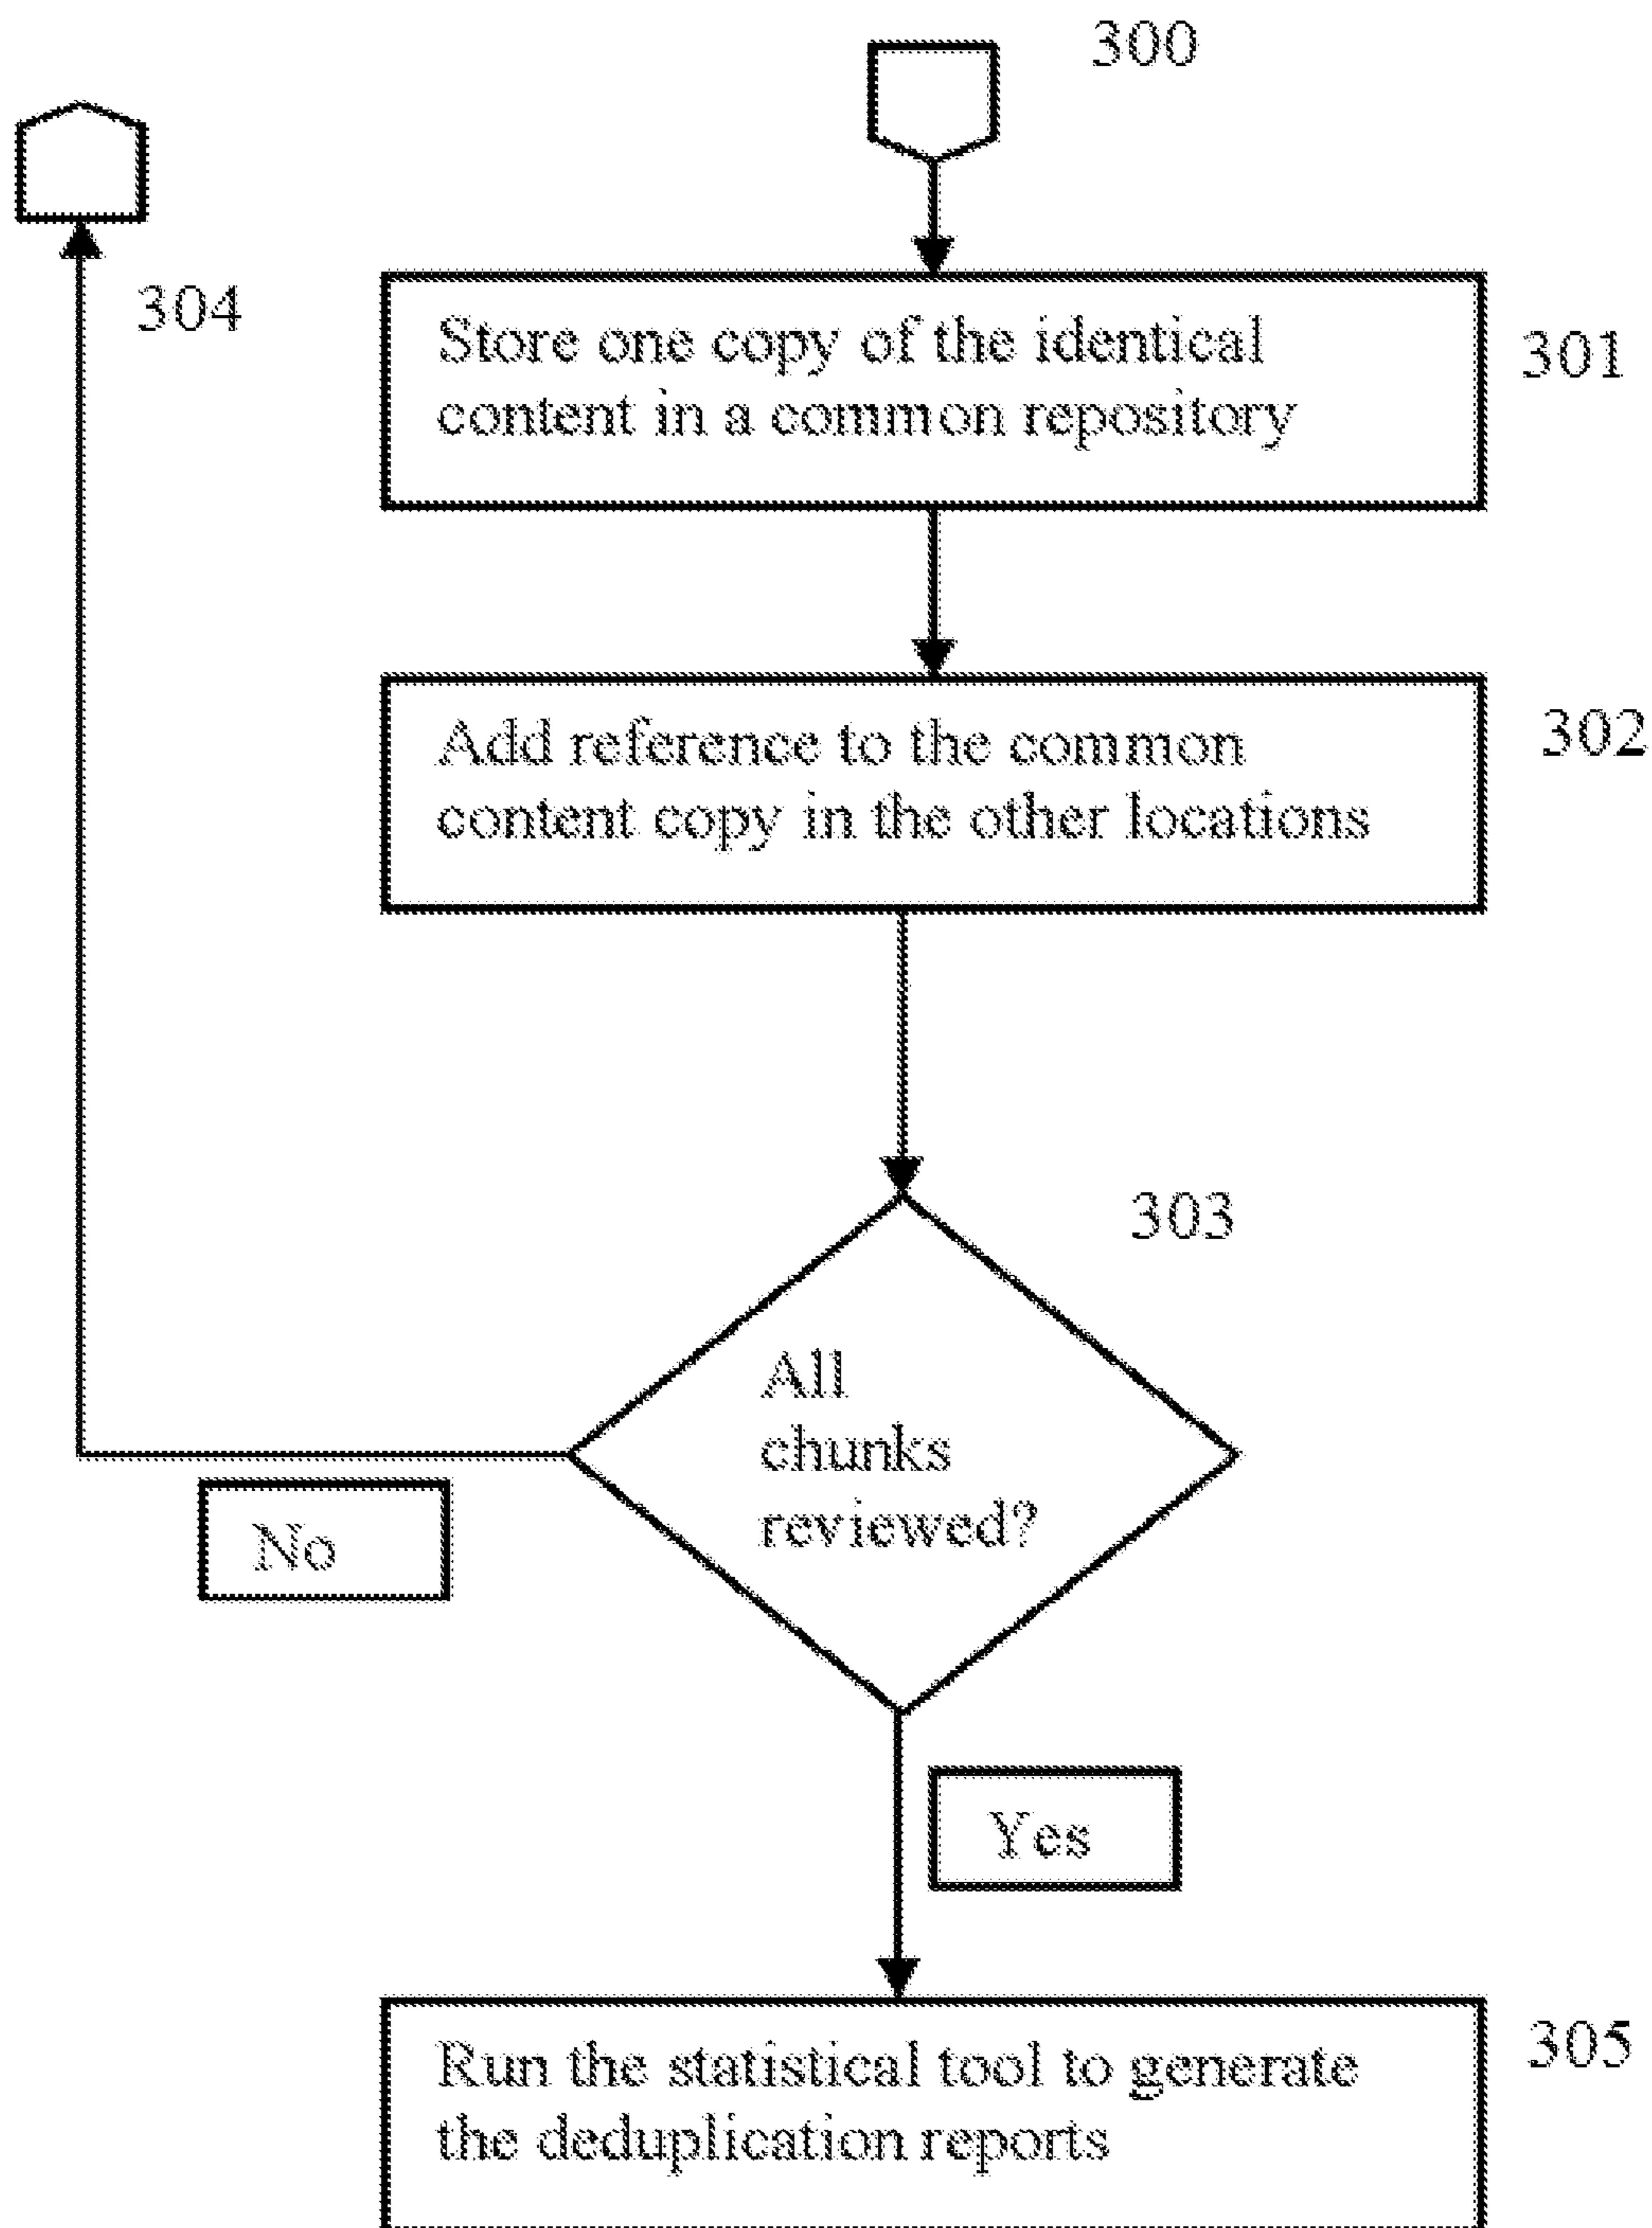 300
304
Store one copy of the identical
content in a common repository
301
Add reference to the common
content copy in the other locations
302
303
All
chunks
reviewed?
No
Yes
Run the statistical tool to generate
the deduplication reports
305